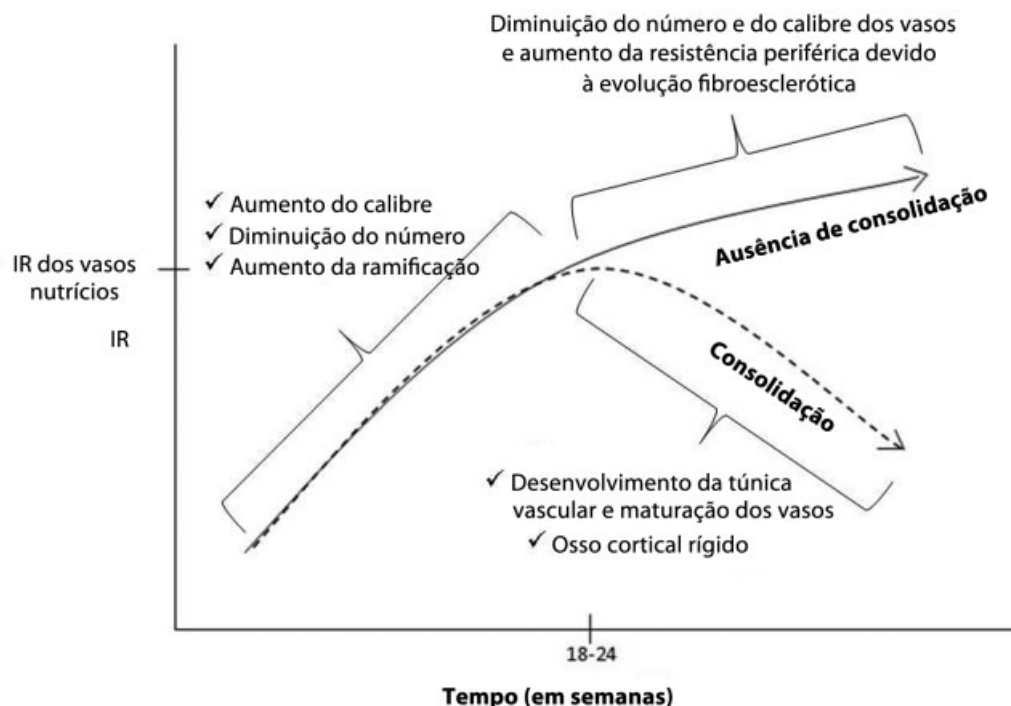 Diminuição do número e do calibre dos vasos
e aumento da resistência periférica devido
à evolução fibroesclerótica
✓ Aumento do calibre
✓ Diminuição do número
✓ Aumento da ramificação
IR dos vasos
nutrícios
IR
Ausência de consolidação
Consolidação
✓ Desenvolvimento da túnica
vascular e maturação dos vasos
✓ Osso cortical rígido
18-24
Tempo (em semanas)